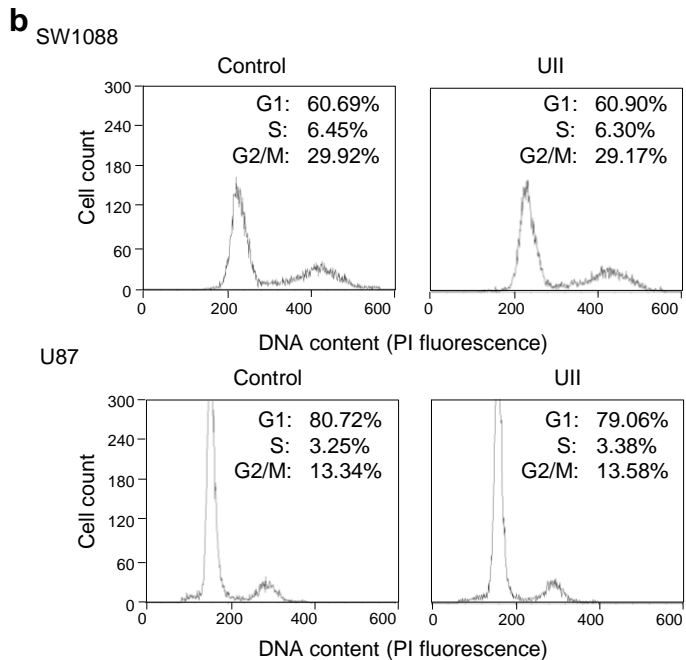 b
SW1088
Control
UII
300
240
180
120
60
0
Cell count
G1: 60.69%
S: 6.45%
G2/M: 29.92%
G1: 60.90%
S: 6.30%
G2/M: 29.17%
0 200 400 600
0 200 400 600
DNA content (PI fluorescence)
U87
Control
UII
300
240
180
120
60
0
Cell count
G1: 80.72%
S: 3.25%
G2/M: 13.34%
G1: 79.06%
S: 3.38%
G2/M: 13.58%
0 200 400 600
0 200 400 600
DNA content (PI fluorescence)